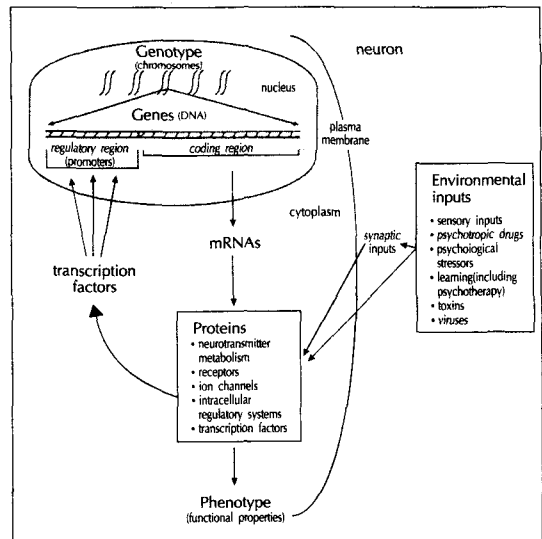 Genotype
(chromosomes)
neuron
nucleus
Genes (DNA)
plasma
membrane
regulatory region
(promoters)
coding region
cytoplasm
mRNAs
transcription
factors
synaptic
inputs
Environmental
inputs
• sensory inputs
• psychotropic drugs
• psychoiogical
stressors
• learning(including
psychotherapy)
• toxins
• viruses
Proteins
• neurotransmitter
metabolism
• receptors
• ion channels
• intracellular
regulatory systems
• transcription factors
Phenotype
(functional properties)